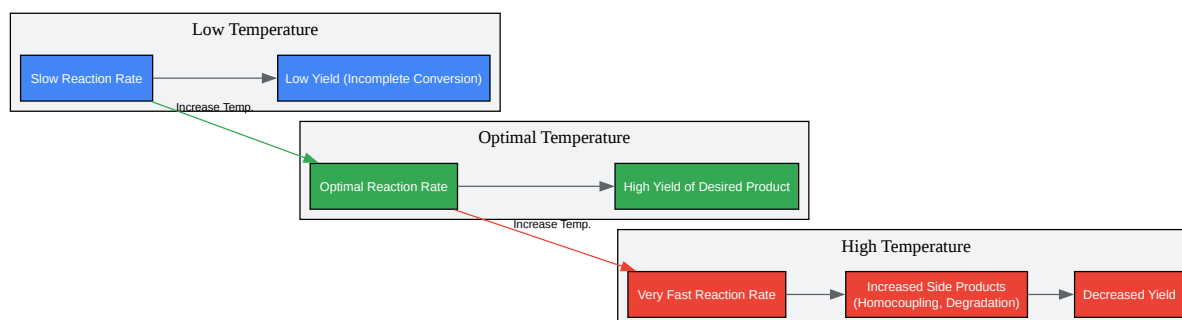 Low Temperature
Slow Reaction Rate
Low Yield (Incomplete Conversion)
Increase Temp.
Optimal Temperature
Optimal Reaction Rate
High Yield of Desired Product
Increase Temp.
High Temperature
Very Fast Reaction Rate
Increased Side Products
(Homocoupling, Degradation)
Decreased Yield